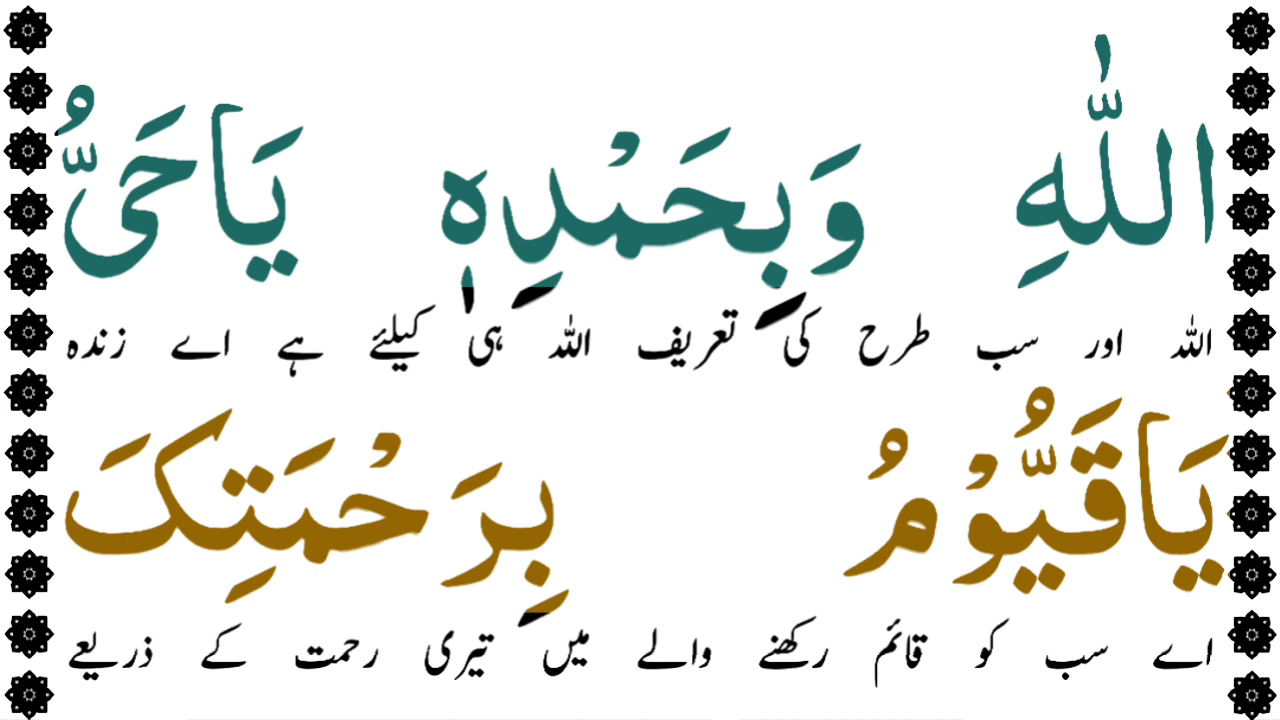 اللّٰهِ وَبِحَمْدِهٖ يَاحَىُّ
اللہ اور سب طرح کی تعریف اللہ ہی کیلئے ہے اے زندہ
يَاقَيُّوْمُ بِرَحْمَتِکَ
اے سب کو قائم رکھنے والے میں تیری رحمت کے ذریعے